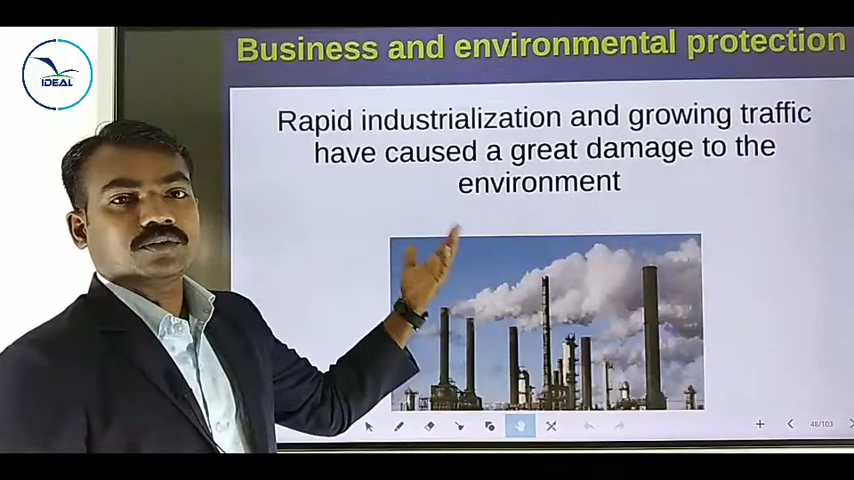 IDEAL
Business and environmental protection
Rapid industrialization and growing traffic
have caused a great damage to the
environment
48/103